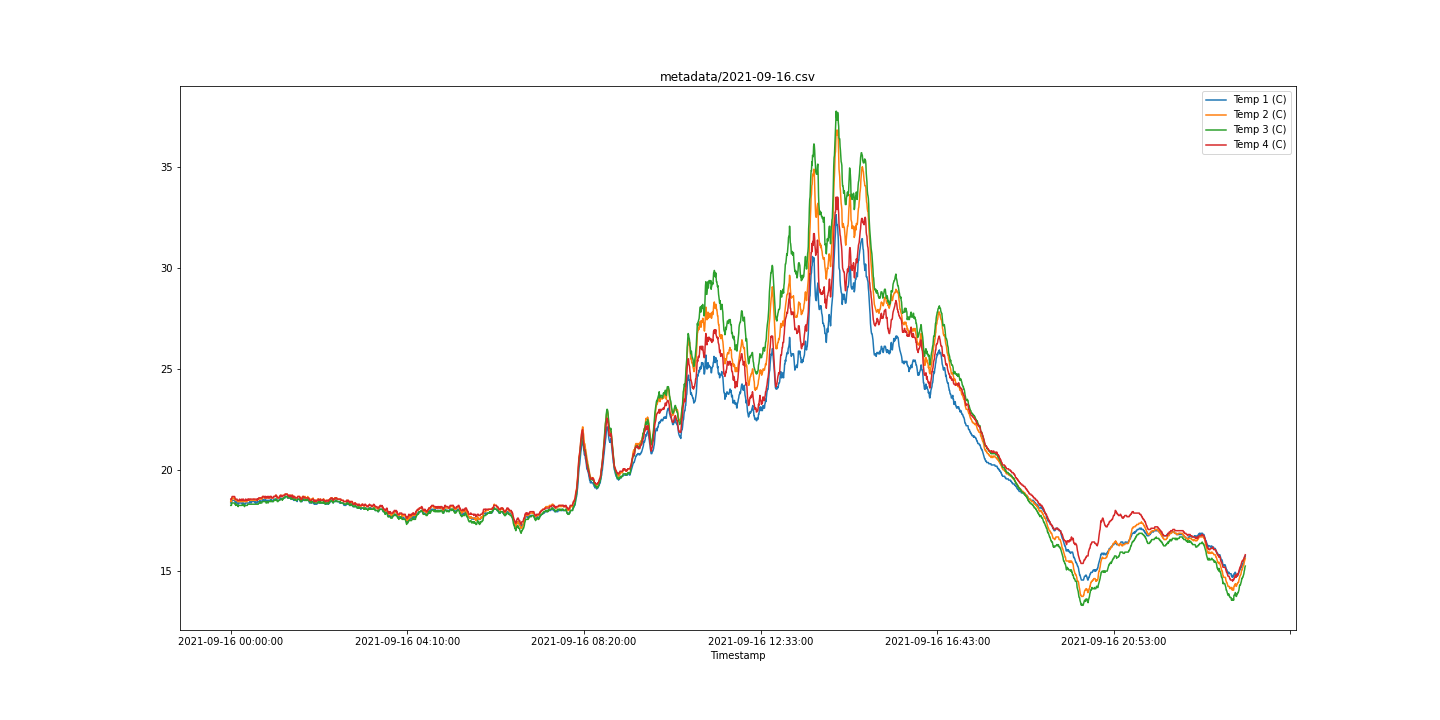 metadata/2021-09-16.csv
Temp 1 (C)
Temp 2 (C)
Temp 3 (C)
Temp 4 (C)
35
30
25
20
15
2021-09-16 00:00:00
2021-09-16 04:10:00
2021-09-16 08:20:00
2021-09-16 12:33:00
2021-09-16 16:43:00
2021-09-16 20:53:00
Timestamp